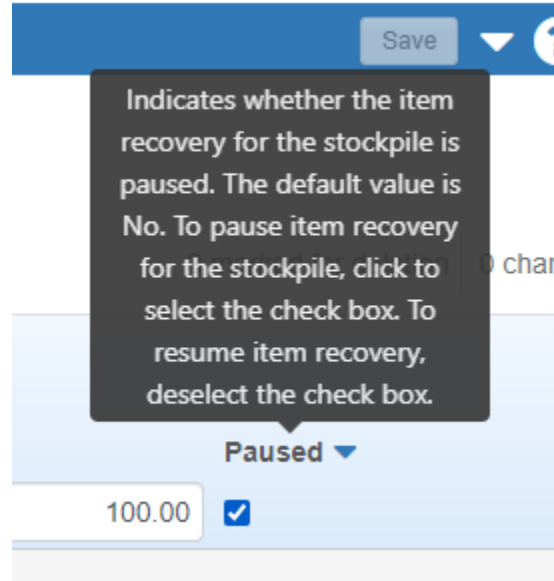 Save
Indicates whether the item
recovery for the stockpile is
paused. The default value is
No. To pause item recovery
for the stockpile, click to
select the check box. To
resume item recovery,
deselect the check box.
0 char
Paused
100.00